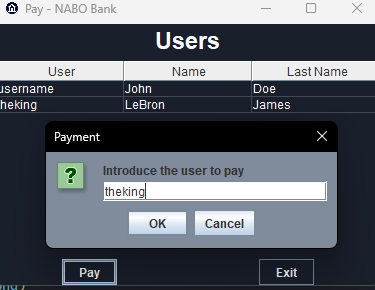 Pay - NABO Bank
Users
User Name Last Name
username John Doe
theking LeBron James
Payment
Introduce the user to pay
theking
OK Cancel
Pay Exit